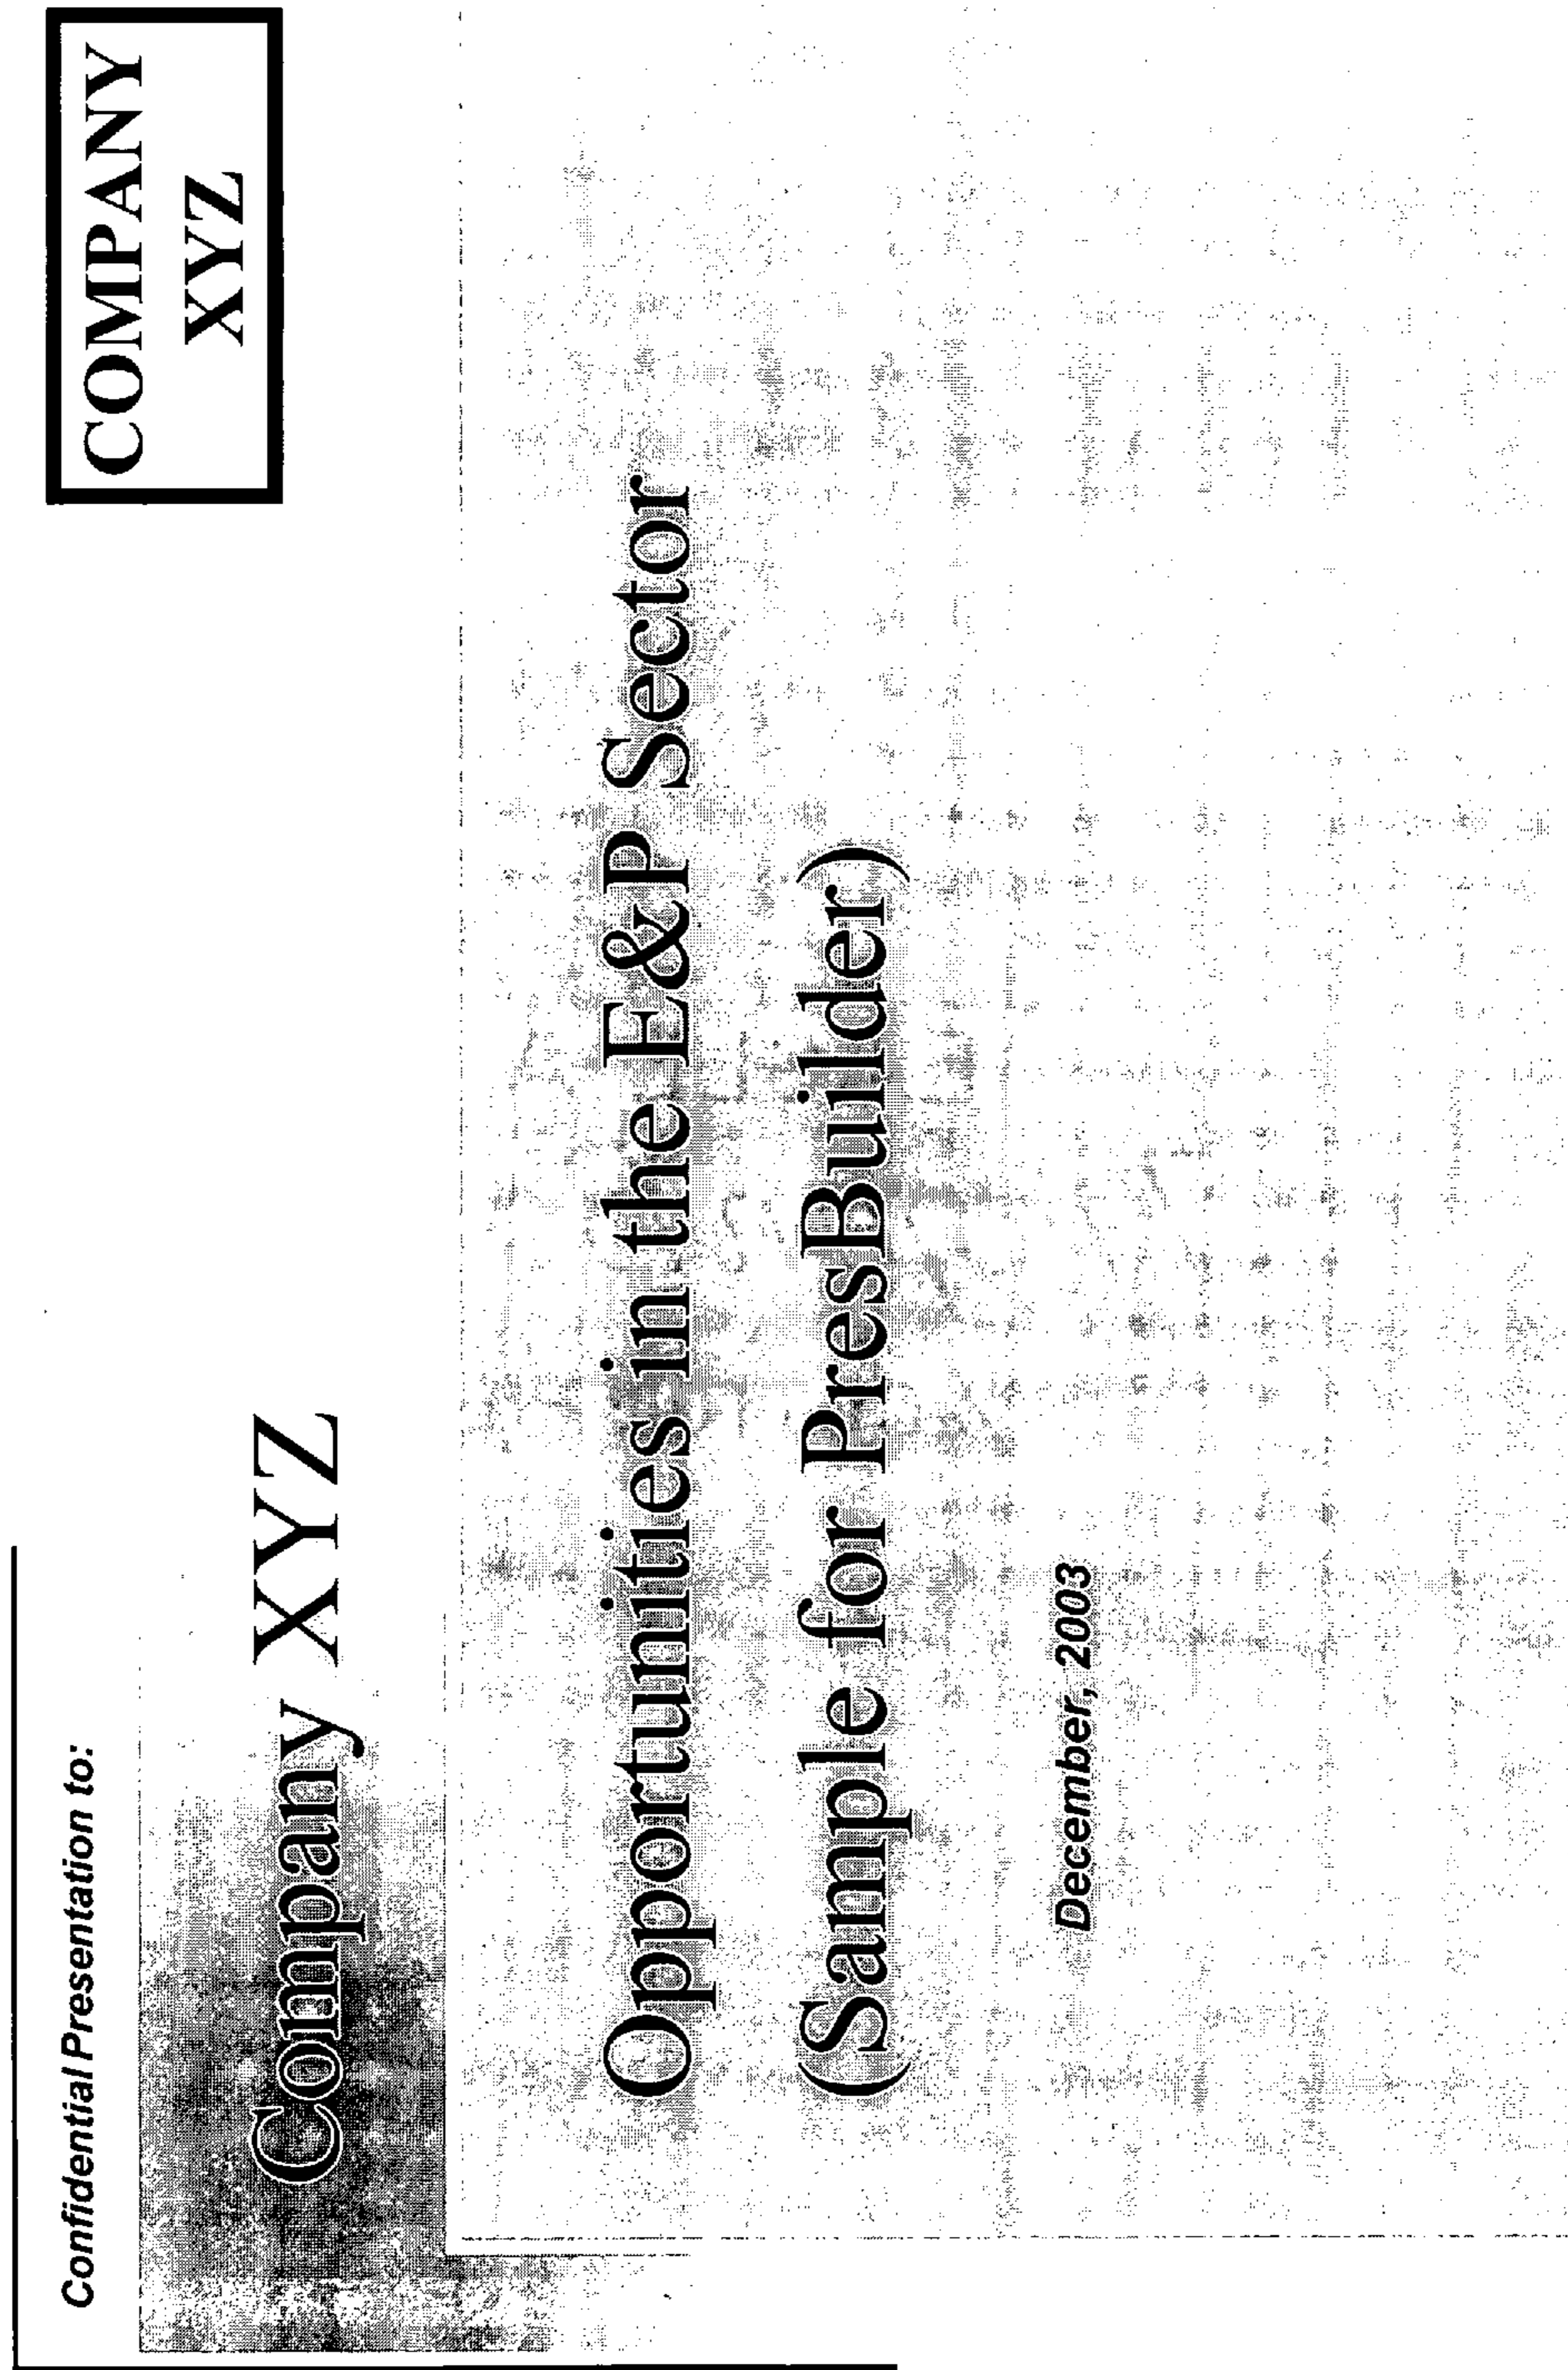 Confidential Presentation to:
COMPANY
XYZ
Company XYZ
Opportunities in the E&P Sector
(Sample for PresBuilder)
December, 2003